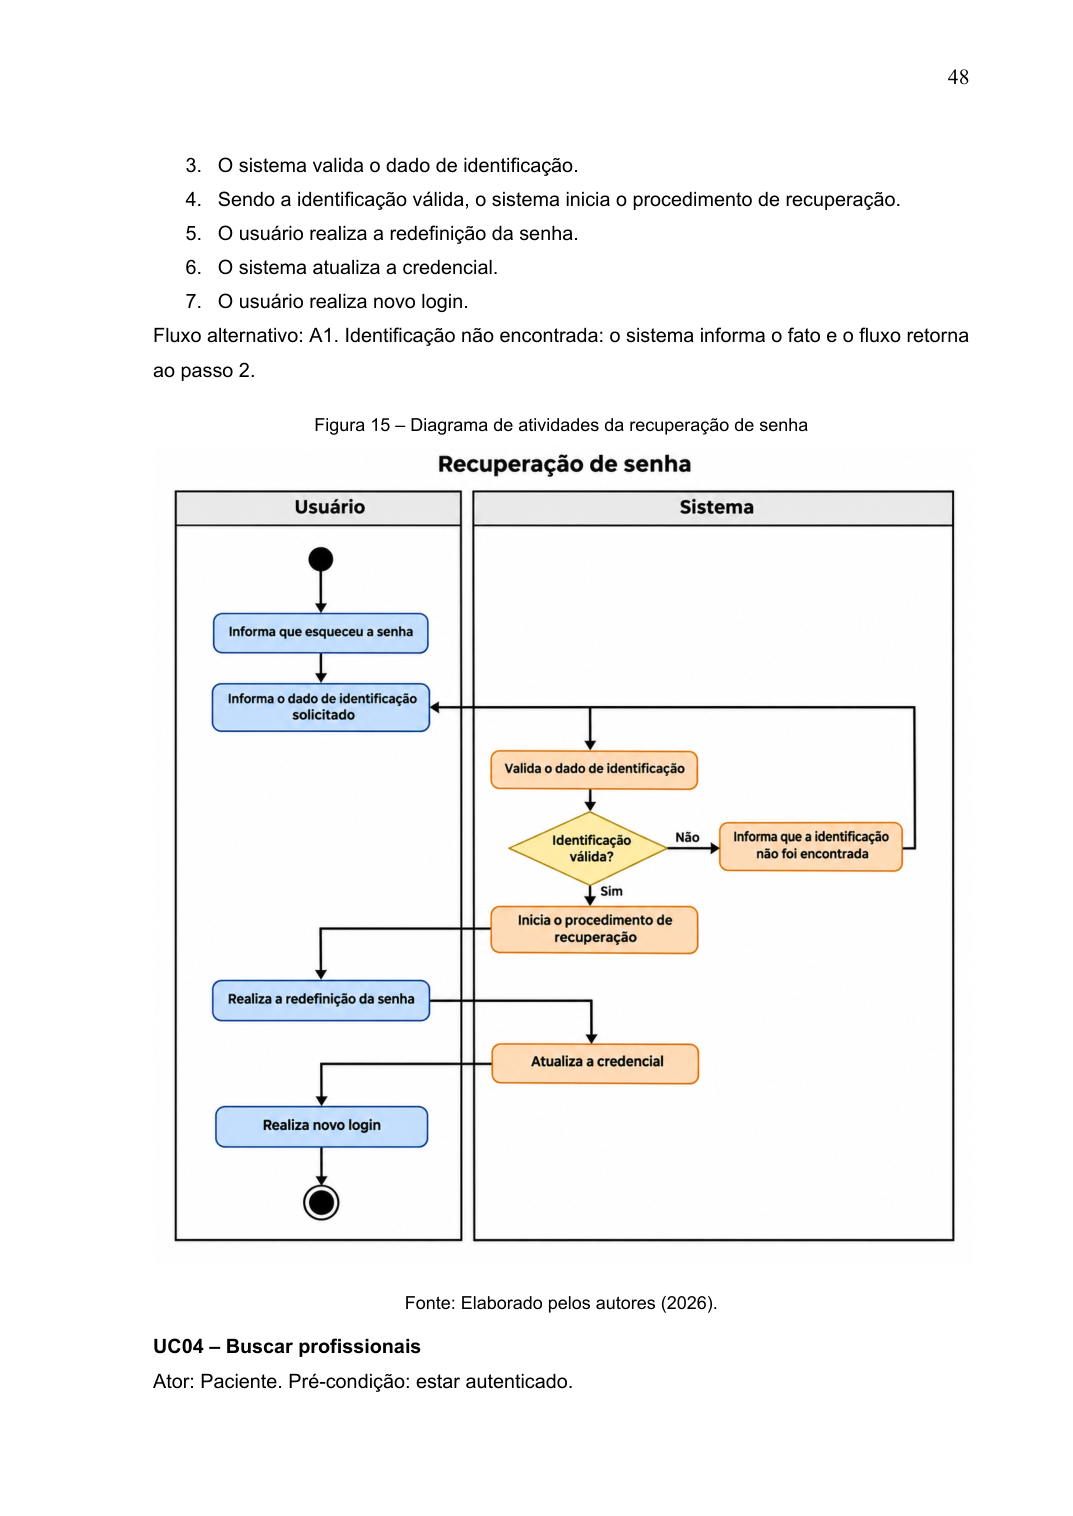 48
3. O sistema valida o dado de identificação.
4. Sendo a identificação válida, o sistema inicia o procedimento de recuperação.
5. O usuário realiza a redefinição da senha.
6. O sistema atualiza a credencial.
7. O usuário realiza novo login.
Fluxo alternativo: A1. Identificação não encontrada: o sistema informa o fato e o fluxo retorna
ao passo 2.
Figura 15 – Diagrama de atividades da recuperação de senha
Recuperação de senha
Usuário
Sistema
Informa que esqueceu a senha
Informa o dado de identificação
solicitado
Valida o dado de identificação
Identificação
válida?
Não
Informa que a identificação
não foi encontrada
Sim
Inicia o procedimento de
recuperação
Realiza a redefinição da senha
Atualiza a credencial
Realiza novo login
Fonte: Elaborado pelos autores (2026).
UC04 – Buscar profissionais
Ator: Paciente. Pré-condição: estar autenticado.